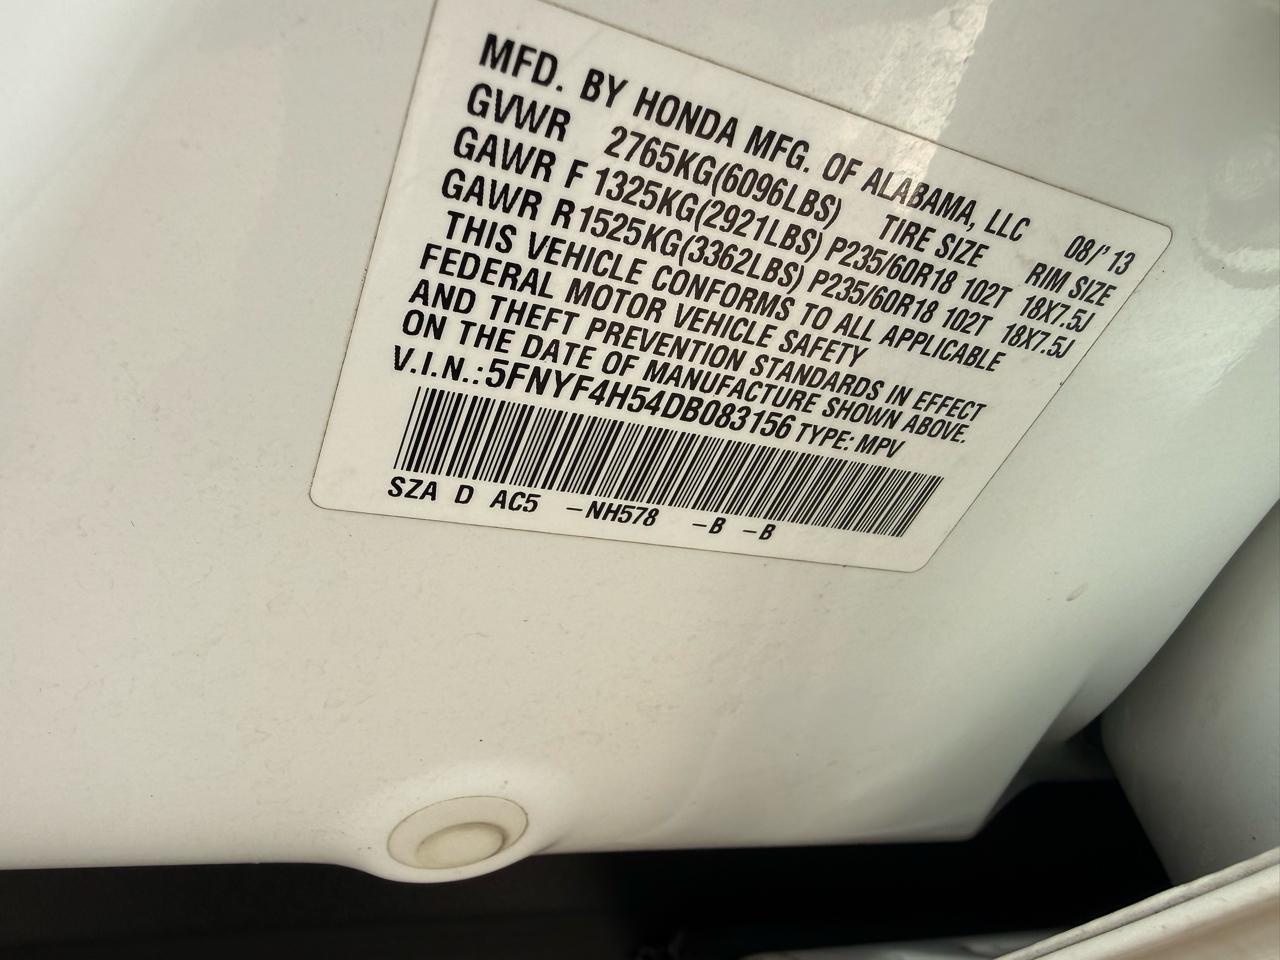 MFD. BY HONDA MFG. OF ALABAMA, LLC 08/'13
GVWR 2765KG(6096LBS) TIRE SIZE RIM SIZE
GAWR F 1325KG(2921LBS) P235/60R18 102T 18X7.5J
GAWR R 1525KG(3362LBS) P235/60R18 102T 18X7.5J
THIS VEHICLE CONFORMS TO ALL APPLICABLE
FEDERAL MOTOR VEHICLE SAFETY
AND THEFT PREVENTION STANDARDS IN EFFECT
ON THE DATE OF MANUFACTURE SHOWN ABOVE.
V.I.N.: 5FNYF4H54DB083156 TYPE: MPV
SZA D AC5 -NH578 -B -B